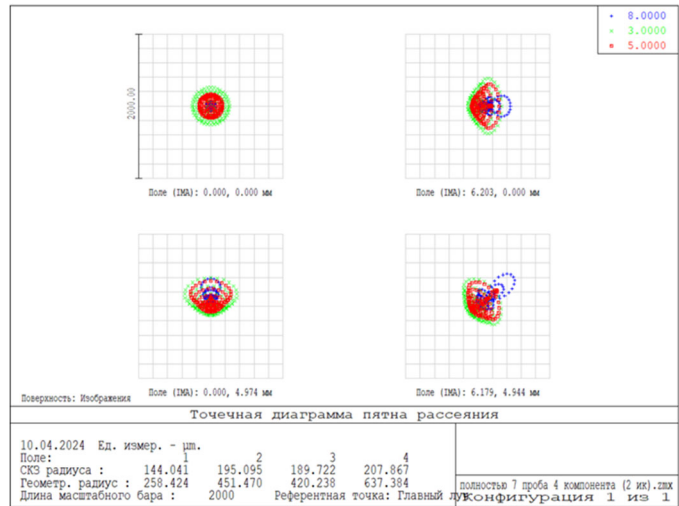 8.0000
3.0000
5.0000
2000.00
Поле (IMA): 0.000, 0.000 мм
Поле (IMA): 6.203, 0.000 мм
Поле (IMA): 0.000, 4.974 мм
Поле (IMA): 6.179, 4.944 мм
Поверхность: Изображения
Точечная диаграмма пятна рассеяния
10.04.2024 Ед. измер. - µm.
Поле: 1 2 3 4
СКЗ радиуса : 144.041 195.095 189.722 207.867
Геометр. радиус : 258.424 451.470 420.238 637.384
Длина масштабного бара : 2000 Референтная точка: Главный луч
полностью 7 проба 4 компонента (2 ик).zmx
Конфигурация 1 из 1